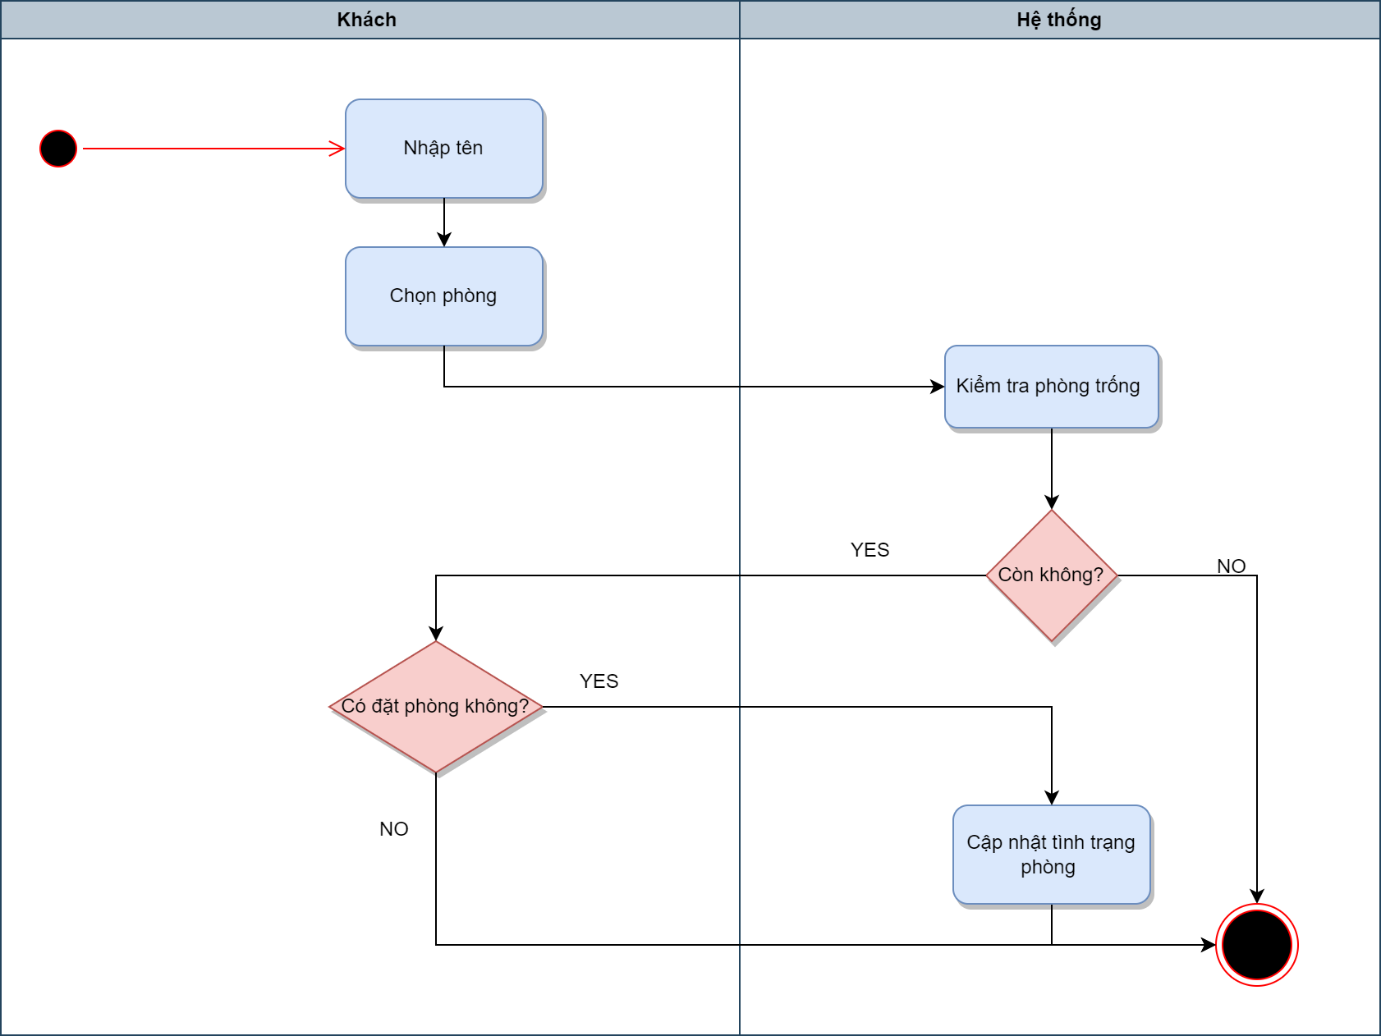 Khách
Hệ thống
Nhập tên
Chọn phòng
Kiểm tra phòng trống
YES
NO
Còn không?
YES
Có đặt phòng không?
NO
Cập nhật tình trạng
phòng